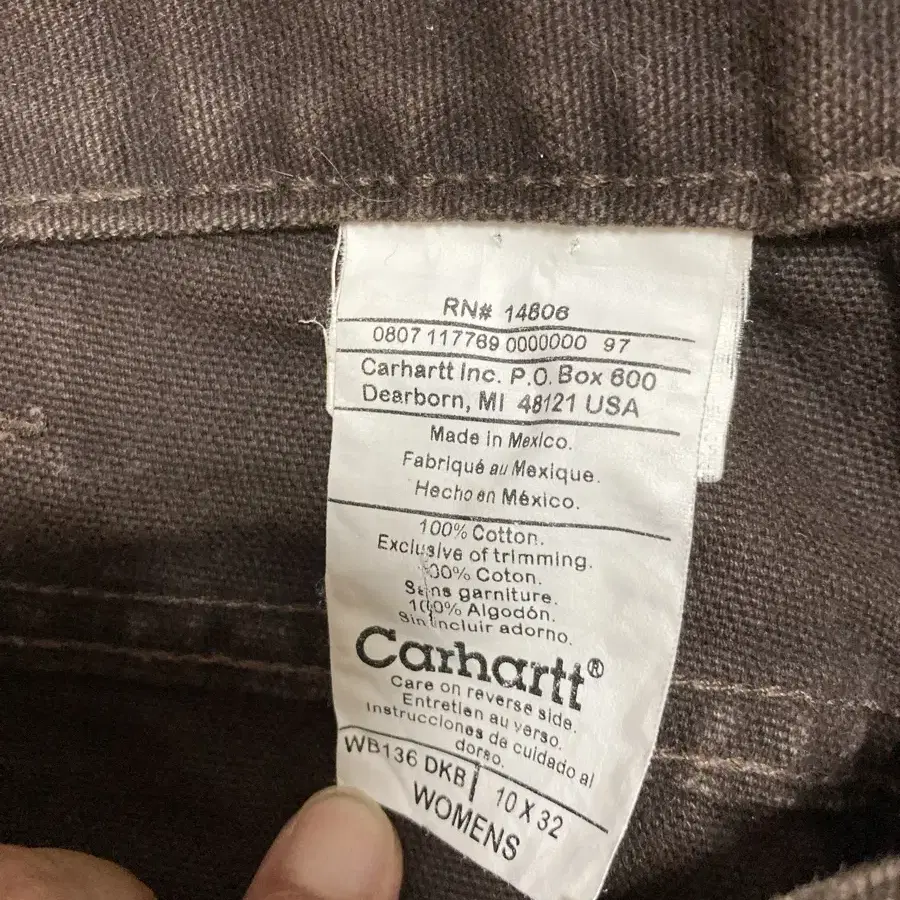 RN# 14806
0807 117769 0000000 97
Carhartt Inc. P.O. Box 600
Dearborn, MI 48121 USA
Made in Mexico.
Fabriqué au Mexique.
Hecho en México.
100% Cotton.
Exclusive of trimming.
100% Coton.
Sans garniture.
100% Algodón.
Sin incluir adorno.
Carhartt®
Care on reverse side.
Entretien au verso.
Instrucciones de cuidado al
dorso.
WB136 DKB 10 X 32
WOMENS